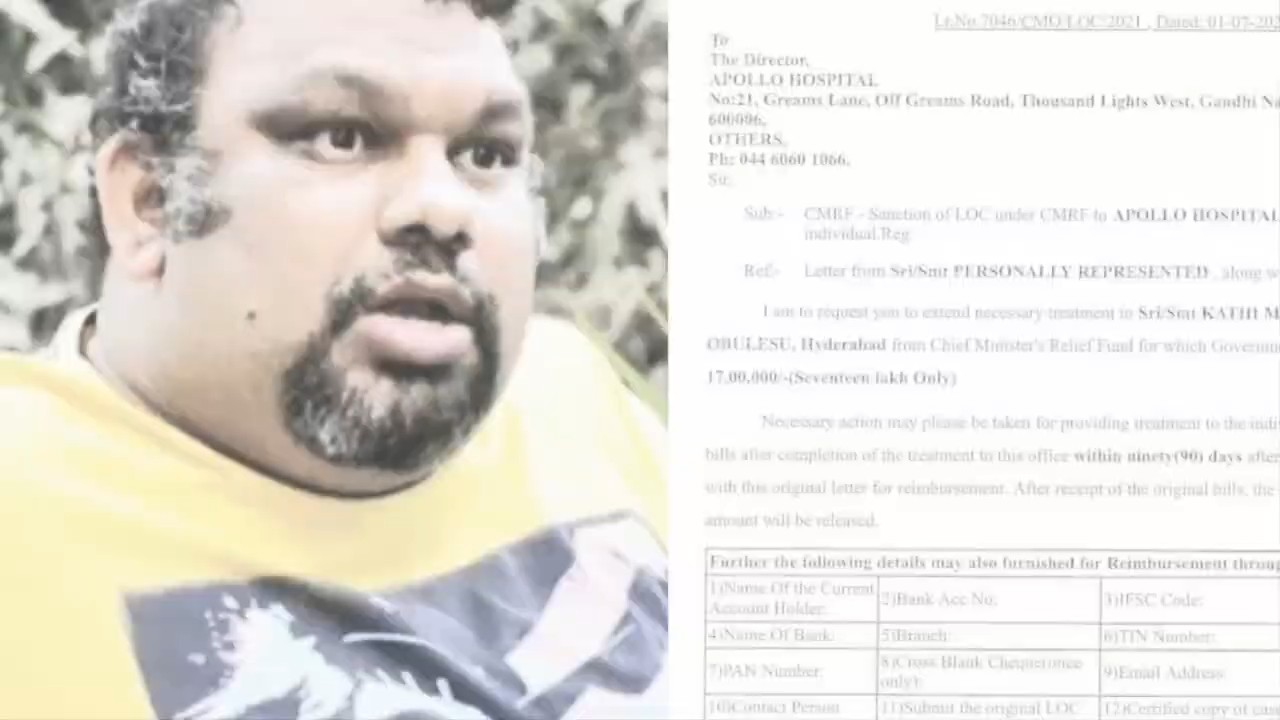 Lr.No.7046/CMO/LOC/2021 , Dated: 01-07-202
To
The Director,
APOLLO HOSPITAL
No:21, Greams Lane, Off Greams Road, Thousand Lights West, Gandhi N
600006,
OTHERS,
Ph: 044 6060 1066.
Sir,
Sub:- CMRF - Sanction of LOC under CMRF to APOLLO HOSPITAL
individual.Reg
Ref:- Letter from Sri/Smt PERSONALLY REPRESENTED , along w
I am to request you to extend necessary treatment to Sri/Smt KATHI M
OBULESU, Hyderabad from Chief Minister's Relief Fund for which Governm
17,00,000/-(Seventeen lakh Only)
Necessary action may please be taken for providing treatment to the indi
bills after completion of the treatment to this office within ninety(90) days after
with this original letter for reimbursement. After receipt of the original bills, the
amount will be released.
Further the following details may also furnished for Reimbursement throug
1)Name Of the Current Account Holder: 2)Bank Acc No. 3)IFSC Code:
4)Name Of Bank: 5)Branch: 6)TIN Number:
7)PAN Number: 8)Cross Blank Cheque(once only): 9)Email Address:
10)Contact Person 11)Submit the original LOC 12)Certified copy of case